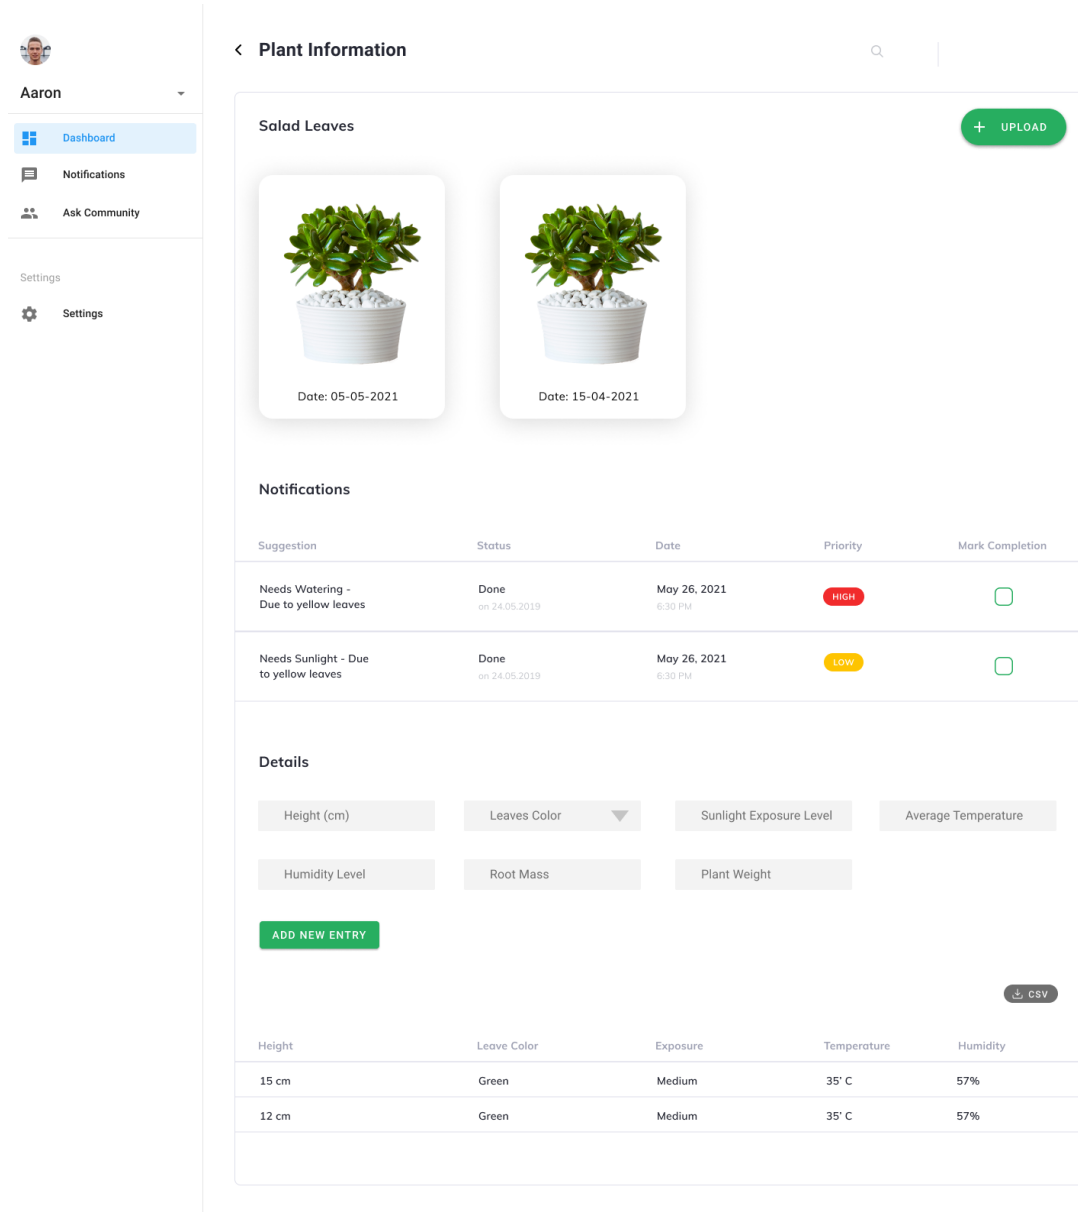 Aaron
Dashboard
Notifications
Ask Community
Settings
Settings
Plant Information
Salad Leaves
UPLOAD
Date: 05-05-2021
Date: 15-04-2021
Notifications
Suggestion Status Date Priority Mark Completion
Needs Watering -
Due to yellow leaves
Done
on 24.05.2019
May 26, 2021
6:30 PM
HIGH
Needs Sunlight - Due
to yellow leaves
Done
on 24.05.2019
May 26, 2021
6:30 PM
LOW
Details
Height (cm) Leaves Color Sunlight Exposure Level Average Temperature
Humidity Level Root Mass Plant Weight
ADD NEW ENTRY
CSV
Height Leave Color Exposure Temperature Humidity
15 cm Green Medium 35' C 57%
12 cm Green Medium 35' C 57%